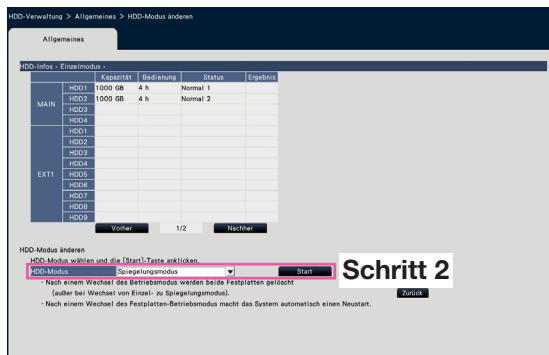 HDD-Verwaltung > Allgemeines > HDD-Modus ändern
Allgemeines
HDD-Infos - Einzelmodus -
Kapazität Bedienung Status Ergebnis
MAIN
HDD1 1000 GB 4 h Normal 1
HDD2 1000 GB 4 h Normal 2
HDD3
HDD4
EXT1
HDD1
HDD2
HDD3
HDD4
HDD5
HDD6
HDD7
HDD8
HDD9
Vorher 1/2 Nachher
HDD-Modus ändern
HDD-Modus wählen und die [Start]-Taste anklicken.
HDD-Modus Spiegelungsmodus Start Schritt 2
· Nach einem Wechsel des Betriebsmodus werden beide Festplatten gelöscht
(außer bei Wechsel von Einzel- zu Spiegelungsmodus).
Zurück
· Nach einem Wechsel des Festplatten-Betriebsmodus macht das System automatisch einen Neustart.